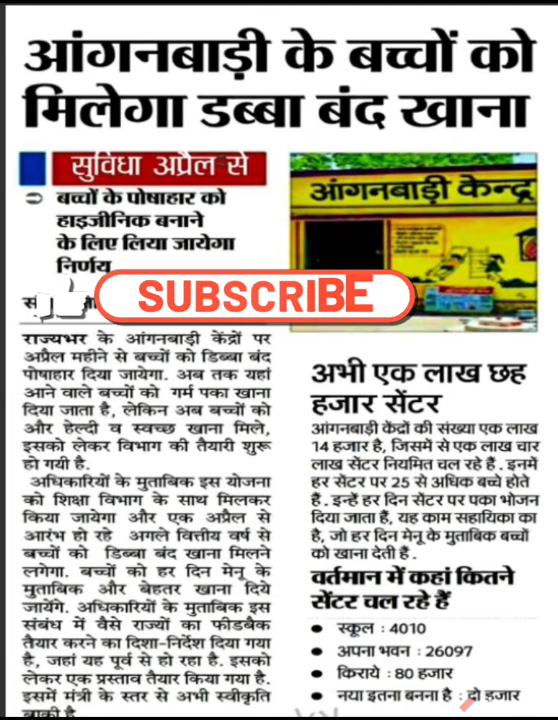 आंगनबाड़ी के बच्चों को
मिलेगा डब्बा बंद खाना
सुविधा अप्रैल से
बच्चों के पोषाहार को
हाइजीनिक बनाने
के लिए लिया जायेगा
निर्णय
SUBSCRIBE
राज्यभर के आंगनबाड़ी केंद्रों पर
अप्रैल महीने से बच्चों को डिब्बा बंद
पोषाहार दिया जायेगा. अब तक यहां
आने वाले बच्चों को गर्म पका खाना
दिया जाता है, लेकिन अब बच्चों को
और हेल्दी व स्वच्छ खाना मिले,
इसको लेकर विभाग की तैयारी शुरू
हो गयी है.
अधिकारियों के मुताबिक इस योजना
को शिक्षा विभाग के साथ मिलकर
किया जायेगा और एक अप्रैल से
आरंभ हो रहे अगले वित्तीय वर्ष से
बच्चों को डिब्बा बंद खाना मिलने
लगेगा. बच्चों को हर दिन मेनू के
मुताबिक और बेहतर खाना दिये
जायेंगे. अधिकारियों के मुताबिक इस
संबंध में वैसे राज्यों का फीडबैक
तैयार करने का दिशा-निर्देश दिया गया
है, जहां यह पूर्व से हो रहा है. इसको
लेकर एक प्रस्ताव तैयार किया गया है.
इसमें मंत्री के स्तर से अभी स्वीकृति
बाकी है
आंगनबाड़ी केन्द्र
अभी एक लाख छह
हजार सेंटर
आंगनबाड़ी केंद्रों की संख्या एक लाख
14 हजार है, जिसमें से एक लाख चार
लाख सेंटर नियमित चल रहे हैं. इनमें
हर सेंटर पर 25 से अधिक बच्चे होते
हैं. इन्हें हर दिन सेंटर पर पका भोजन
दिया जाता हैं, यह काम सहायिका का
है, जो हर दिन मेनू के मुताबिक बच्चों
को खाना देती हैं.
वर्तमान में कहां कितने
सेंटर चल रहे हैं
स्कूल : 4010
अपना भवन : 26097
किराये : 80 हजार
नया इतना बनना है : दो हजार